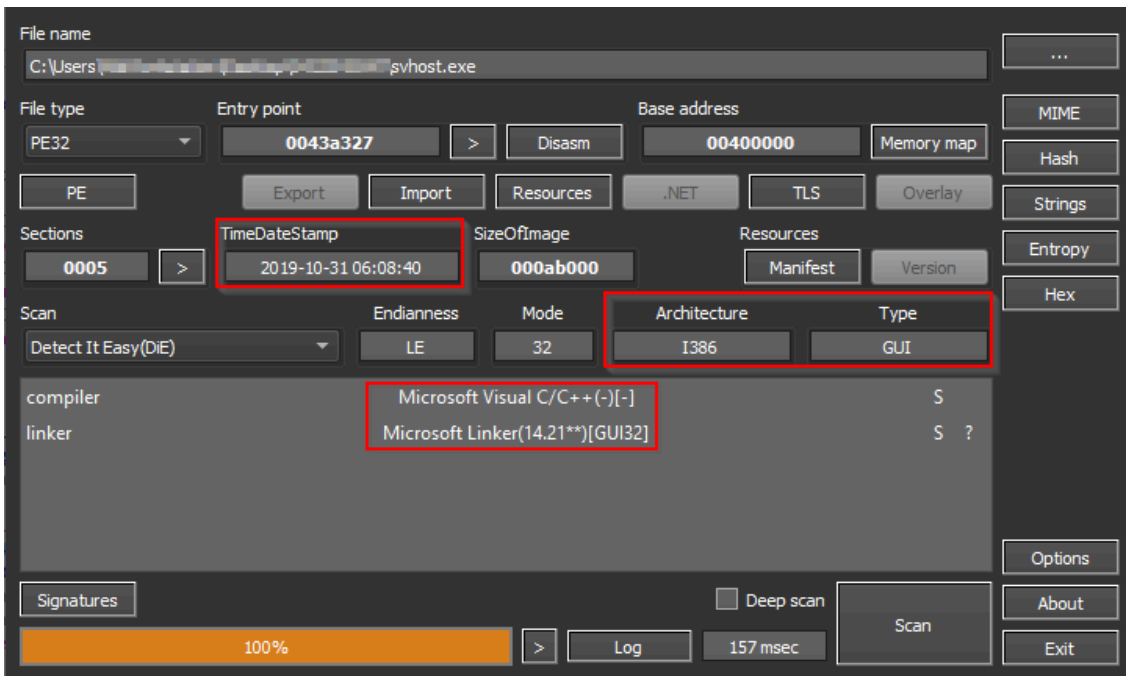 File name
...
C:\Users\ svhost.exe
File type Entry point Base address
MIME
PE32 0043a327 > Disasm 00400000 Memory map
Hash
PE Export Import Resources .NET TLS Overlay
Strings
Sections TimeDateStamp SizeOfImage Resources
0005 > 2019-10-31 06:08:40 000ab000 Manifest Version
Entropy
Hex
Scan Endianness Mode Architecture Type
Detect It Easy(DiE) LE 32 I386 GUI
compiler Microsoft Visual C/C++(-)[-] S
linker Microsoft Linker(14.21**)[GUI32] S ?
Options
Signatures Deep scan Scan About
100% > Log 157 msec Exit